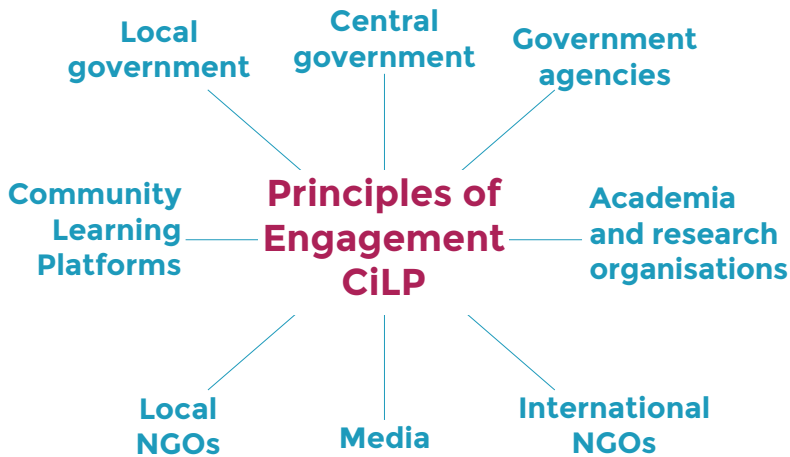 Local
government
Central
government
Government
agencies
Community
Learning
Platforms
Principles of
Engagement
CiLP
Academia
and research
organisations
Local
NGOs
Media
International
NGOs